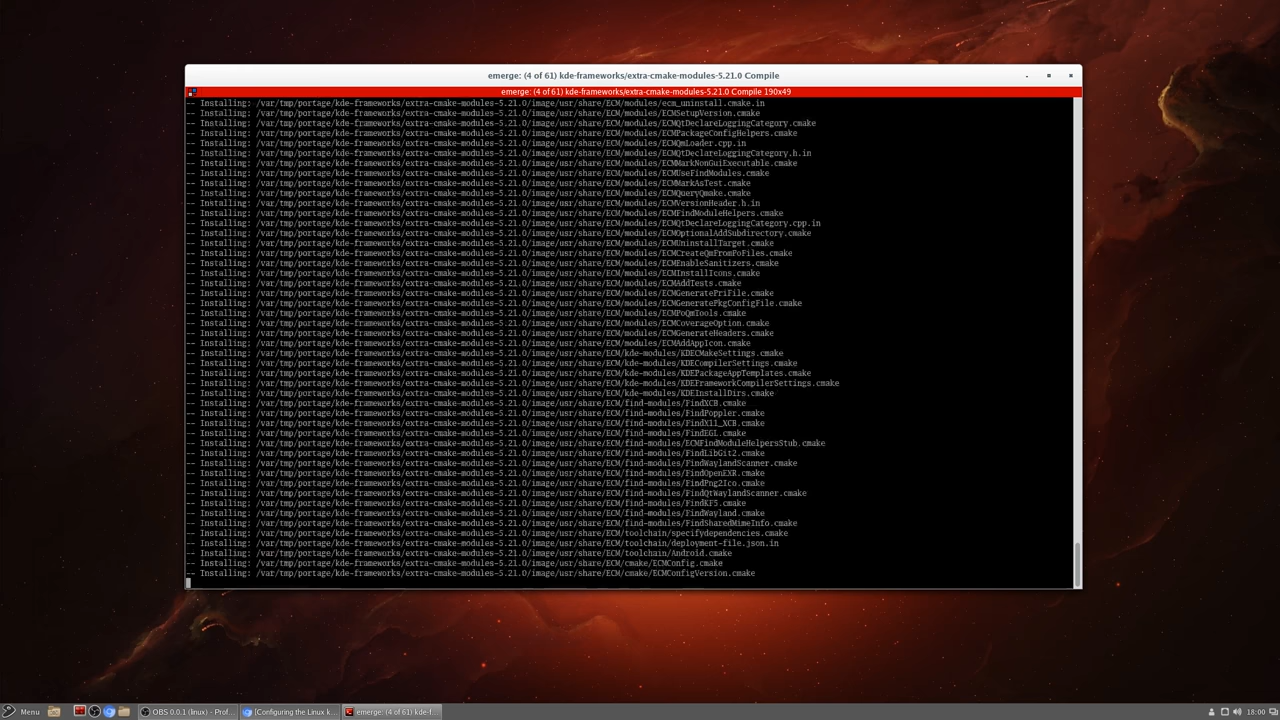 emerge: (4 of 61) kde-frameworks/extra-cmake-modules-5.21.0 Compile
emerge: (4 of 61) kde-frameworks/extra-cmake-modules-5.21.0 Compile 190x49
-- Installing: /var/tmp/portage/kde-frameworks/extra-cmake-modules-5.21.0/image/usr/share/ECM/modules/ecm_uninstall.cmake.in
-- Installing: /var/tmp/portage/kde-frameworks/extra-cmake-modules-5.21.0/image/usr/share/ECM/modules/ECMSetupVersion.cmake
-- Installing: /var/tmp/portage/kde-frameworks/extra-cmake-modules-5.21.0/image/usr/share/ECM/modules/ECMQtDeclareLoggingCategory.cmake
-- Installing: /var/tmp/portage/kde-frameworks/extra-cmake-modules-5.21.0/image/usr/share/ECM/modules/ECMPackageConfigHelpers.cmake
-- Installing: /var/tmp/portage/kde-frameworks/extra-cmake-modules-5.21.0/image/usr/share/ECM/modules/ECMQmLoader.cpp.in
-- Installing: /var/tmp/portage/kde-frameworks/extra-cmake-modules-5.21.0/image/usr/share/ECM/modules/ECMQtDeclareLoggingCategory.h.in
-- Installing: /var/tmp/portage/kde-frameworks/extra-cmake-modules-5.21.0/image/usr/share/ECM/modules/ECMMarkNonGuiExecutable.cmake
-- Installing: /var/tmp/portage/kde-frameworks/extra-cmake-modules-5.21.0/image/usr/share/ECM/modules/ECMUseFindModules.cmake
-- Installing: /var/tmp/portage/kde-frameworks/extra-cmake-modules-5.21.0/image/usr/share/ECM/modules/ECMMarkAsTest.cmake
-- Installing: /var/tmp/portage/kde-frameworks/extra-cmake-modules-5.21.0/image/usr/share/ECM/modules/ECMQueryQmake.cmake
-- Installing: /var/tmp/portage/kde-frameworks/extra-cmake-modules-5.21.0/image/usr/share/ECM/modules/ECMVersionHeader.h.in
-- Installing: /var/tmp/portage/kde-frameworks/extra-cmake-modules-5.21.0/image/usr/share/ECM/modules/ECMFindModuleHelpers.cmake
-- Installing: /var/tmp/portage/kde-frameworks/extra-cmake-modules-5.21.0/image/usr/share/ECM/modules/ECMQtDeclareLoggingCategory.cpp.in
-- Installing: /var/tmp/portage/kde-frameworks/extra-cmake-modules-5.21.0/image/usr/share/ECM/modules/ECMOptionalAddSubdirectory.cmake
-- Installing: /var/tmp/portage/kde-frameworks/extra-cmake-modules-5.21.0/image/usr/share/ECM/modules/ECMUninstallTarget.cmake
-- Installing: /var/tmp/portage/kde-frameworks/extra-cmake-modules-5.21.0/image/usr/share/ECM/modules/ECMCreateQmFromPoFiles.cmake
-- Installing: /var/tmp/portage/kde-frameworks/extra-cmake-modules-5.21.0/image/usr/share/ECM/modules/ECMEnableSanitizers.cmake
-- Installing: /var/tmp/portage/kde-frameworks/extra-cmake-modules-5.21.0/image/usr/share/ECM/modules/ECMInstallIcons.cmake
-- Installing: /var/tmp/portage/kde-frameworks/extra-cmake-modules-5.21.0/image/usr/share/ECM/modules/ECMAddTests.cmake
-- Installing: /var/tmp/portage/kde-frameworks/extra-cmake-modules-5.21.0/image/usr/share/ECM/modules/ECMGeneratePriFile.cmake
-- Installing: /var/tmp/portage/kde-frameworks/extra-cmake-modules-5.21.0/image/usr/share/ECM/modules/ECMGeneratePkgConfigFile.cmake
-- Installing: /var/tmp/portage/kde-frameworks/extra-cmake-modules-5.21.0/image/usr/share/ECM/modules/ECMPoQmTools.cmake
-- Installing: /var/tmp/portage/kde-frameworks/extra-cmake-modules-5.21.0/image/usr/share/ECM/modules/ECMCoverageOption.cmake
-- Installing: /var/tmp/portage/kde-frameworks/extra-cmake-modules-5.21.0/image/usr/share/ECM/modules/ECMGenerateHeaders.cmake
-- Installing: /var/tmp/portage/kde-frameworks/extra-cmake-modules-5.21.0/image/usr/share/ECM/modules/ECMAddAppIcon.cmake
-- Installing: /var/tmp/portage/kde-frameworks/extra-cmake-modules-5.21.0/image/usr/share/ECM/kde-modules/KDECMakeSettings.cmake
-- Installing: /var/tmp/portage/kde-frameworks/extra-cmake-modules-5.21.0/image/usr/share/ECM/kde-modules/KDECompilerSettings.cmake
-- Installing: /var/tmp/portage/kde-frameworks/extra-cmake-modules-5.21.0/image/usr/share/ECM/kde-modules/KDEPackageAppTemplates.cmake
-- Installing: /var/tmp/portage/kde-frameworks/extra-cmake-modules-5.21.0/image/usr/share/ECM/kde-modules/KDEFrameworkCompilerSettings.cmake
-- Installing: /var/tmp/portage/kde-frameworks/extra-cmake-modules-5.21.0/image/usr/share/ECM/kde-modules/KDEInstallDirs.cmake
-- Installing: /var/tmp/portage/kde-frameworks/extra-cmake-modules-5.21.0/image/usr/share/ECM/find-modules/FindXCB.cmake
-- Installing: /var/tmp/portage/kde-frameworks/extra-cmake-modules-5.21.0/image/usr/share/ECM/find-modules/FindPoppler.cmake
-- Installing: /var/tmp/portage/kde-frameworks/extra-cmake-modules-5.21.0/image/usr/share/ECM/find-modules/FindX11_XCB.cmake
-- Installing: /var/tmp/portage/kde-frameworks/extra-cmake-modules-5.21.0/image/usr/share/ECM/find-modules/FindEGL.cmake
-- Installing: /var/tmp/portage/kde-frameworks/extra-cmake-modules-5.21.0/image/usr/share/ECM/find-modules/ECMFindModuleHelpersStub.cmake
-- Installing: /var/tmp/portage/kde-frameworks/extra-cmake-modules-5.21.0/image/usr/share/ECM/find-modules/FindLibGit2.cmake
-- Installing: /var/tmp/portage/kde-frameworks/extra-cmake-modules-5.21.0/image/usr/share/ECM/find-modules/FindWaylandScanner.cmake
-- Installing: /var/tmp/portage/kde-frameworks/extra-cmake-modules-5.21.0/image/usr/share/ECM/find-modules/FindOpenEXR.cmake
-- Installing: /var/tmp/portage/kde-frameworks/extra-cmake-modules-5.21.0/image/usr/share/ECM/find-modules/FindPng2Ico.cmake
-- Installing: /var/tmp/portage/kde-frameworks/extra-cmake-modules-5.21.0/image/usr/share/ECM/find-modules/FindQtWaylandScanner.cmake
-- Installing: /var/tmp/portage/kde-frameworks/extra-cmake-modules-5.21.0/image/usr/share/ECM/find-modules/FindKF5.cmake
-- Installing: /var/tmp/portage/kde-frameworks/extra-cmake-modules-5.21.0/image/usr/share/ECM/find-modules/FindWayland.cmake
-- Installing: /var/tmp/portage/kde-frameworks/extra-cmake-modules-5.21.0/image/usr/share/ECM/find-modules/FindSharedMimeInfo.cmake
-- Installing: /var/tmp/portage/kde-frameworks/extra-cmake-modules-5.21.0/image/usr/share/ECM/toolchain/specifydependencies.cmake
-- Installing: /var/tmp/portage/kde-frameworks/extra-cmake-modules-5.21.0/image/usr/share/ECM/toolchain/deployment-file.json.in
-- Installing: /var/tmp/portage/kde-frameworks/extra-cmake-modules-5.21.0/image/usr/share/ECM/toolchain/Android.cmake
-- Installing: /var/tmp/portage/kde-frameworks/extra-cmake-modules-5.21.0/image/usr/share/ECM/cmake/ECMConfig.cmake
-- Installing: /var/tmp/portage/kde-frameworks/extra-cmake-modules-5.21.0/image/usr/share/ECM/cmake/ECMConfigVersion.cmake
Menu
OBS 0.0.1 (linux) - Prof...
[Configuring the Linux k...
emerge: (4 of 61) kde-f...
18:00